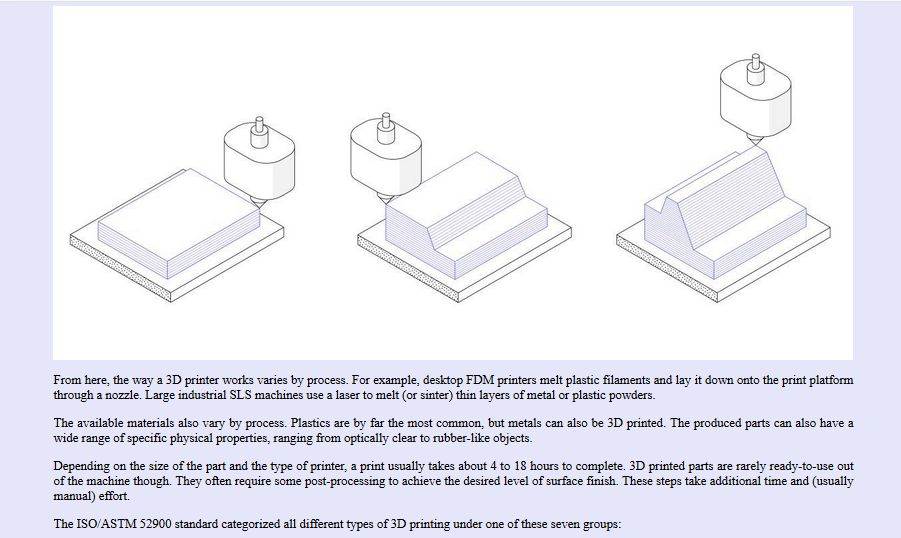 From here, the way a 3D printer works varies by process. For example, desktop FDM printers melt plastic filaments and lay it down onto the print platform
through a nozzle. Large industrial SLS machines use a laser to melt (or sinter) thin layers of metal or plastic powders.
The available materials also vary by process. Plastics are by far the most common, but metals can also be 3D printed. The produced parts can also have a
wide range of specific physical properties, ranging from optically clear to rubber-like objects.
Depending on the size of the part and the type of printer, a print usually takes about 4 to 18 hours to complete. 3D printed parts are rarely ready-to-use out
of the machine though. They often require some post-processing to achieve the desired level of surface finish. These steps take additional time and (usually
manual) effort.
The ISO/ASTM 52900 standard categorized all different types of 3D printing under one of these seven groups: